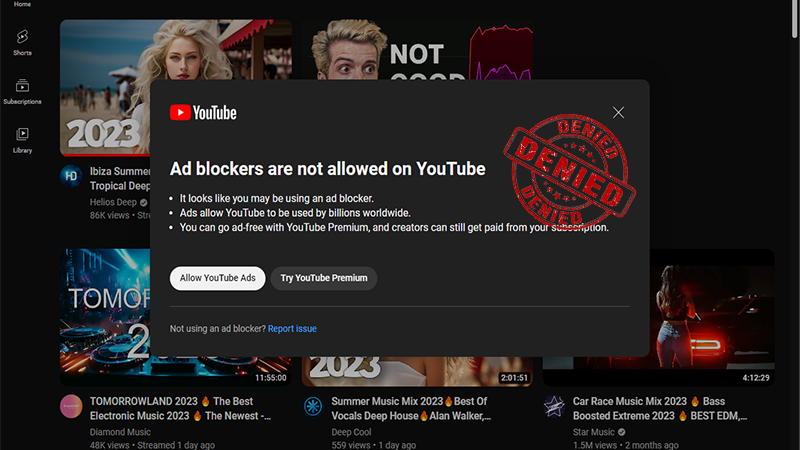 Home
Shorts
Subscriptions
Library
2023
NOT
GOOD
YouTube
Ad blockers are not allowed on YouTube
• It looks like you may be using an ad blocker.
• Ads allow YouTube to be used by billions worldwide.
• You can go ad-free with YouTube Premium, and creators can still get paid from your subscription.
DENIED
DENIED
DENIED
Allow YouTube Ads
Try YouTube Premium
Not using an ad blocker? Report issue
HD
Ibiza Summer
Tropical Deep
Helios Deep
86K views •
TOMORROW
2023
11:55:00
2:01:51
4:12:29
TOMORROWLAND 2023 🔥 The Best
Electronic Music 2023 🔥 The Newest -...
Diamond Music
48K views • Streamed 1 day ago
Summer Music Mix 2023🔥Best Of
Vocals Deep House🔥Alan Walker,...
Deep Cool
559 views • 1 day ago
Car Race Music Mix 2023 🔥 Bass
Boosted Extreme 2023 🔥 BEST EDM,...
Star Music
1.5M views • 2 months ago